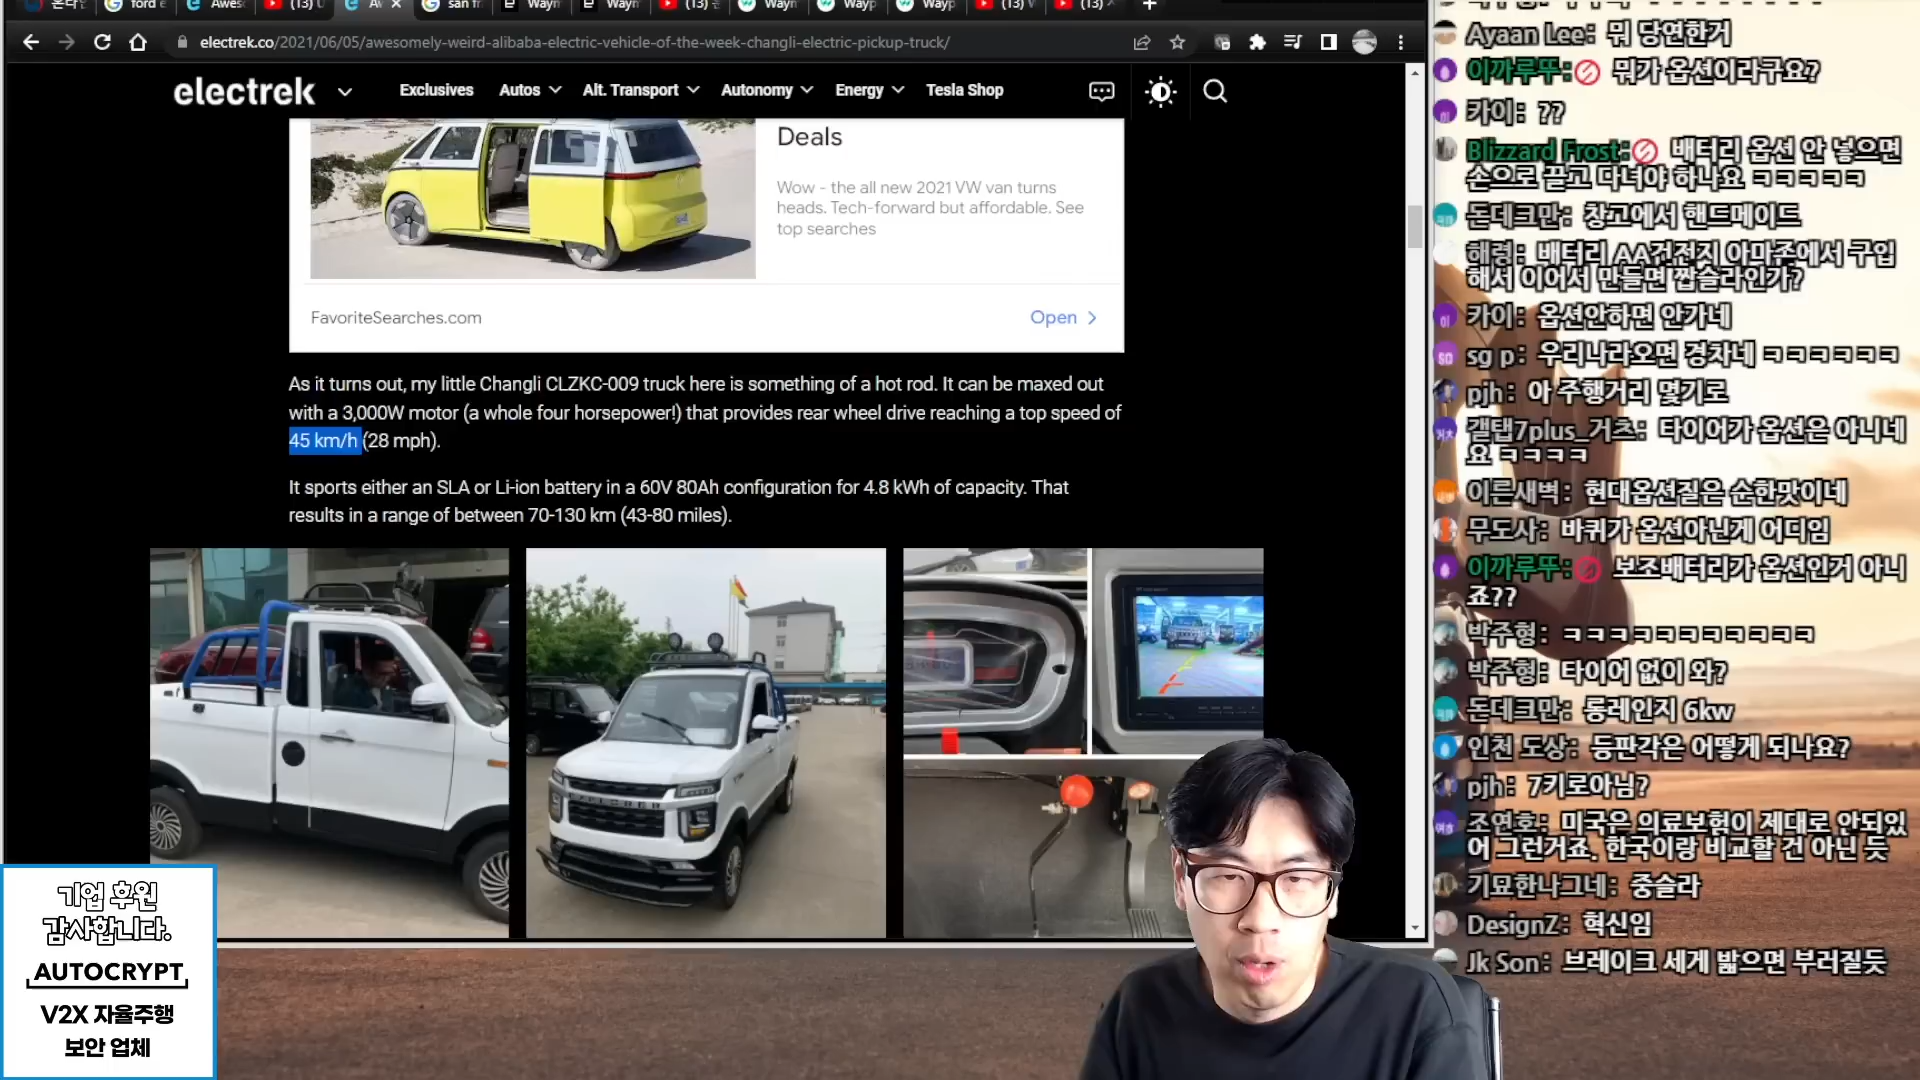 ford e
Aweso
(13) U
Av
san fr
Waym
Waym
(13)
Waym
Wayp
Wayp
(13) V
(13)
electrek.co/2021/06/05/awesomely-weird-alibaba-electric-vehicle-of-the-week-changli-electric-pickup-truck/
electrek
Exclusives
Autos
Alt. Transport
Autonomy
Energy
Tesla Shop
Deals
Wow - the all new 2021 VW van turns
heads. Tech-forward but affordable. See
top searches
FavoriteSearches.com
Open
As it turns out, my little Changli CLZKC-009 truck here is something of a hot rod. It can be maxed out
with a 3,000W motor (a whole four horsepower!) that provides rear wheel drive reaching a top speed of
45 km/h (28 mph).
It sports either an SLA or Li-ion battery in a 60V 80Ah configuration for 4.8 kWh of capacity. That
results in a range of between 70-130 km (43-80 miles).
EXPLORER
기업 후원
감사합니다.
AUTOCRYPT
V2X 자율주행
보안 업체
Ayaan Lee: 뭐 당연한거
이까루뚜: 뭐가 옵션이라구요?
카이: ??
Blizzard Frost: 배터리 옵션 안 넣으면
손으로 끌고 다녀야 하나요 ㅋㅋㅋㅋㅋ
돈데크만: 창고에서 핸드메이드
해령: 배터리 AA건전지 아마존에서 구입
해서 이어서 만들면 짭슬라인가?
카이: 옵션안하면 안가네
sg p: 우리나라오면 경차네 ㅋㅋㅋㅋㅋㅋ
pjh: 아 주행거리 몇기로
갤탭7plus_거츠: 타이어가 옵션은 아니네
요 ㅋㅋㅋㅋ
이른새벽: 현대옵션질은 순한맛이네
무도사: 바퀴가 옵션아닌게 어디임
이까루뚜: 보조배터리가 옵션인거 아니
죠??
박주형: ㅋㅋㅋㅋㅋㅋㅋㅋㅋㅋㅋ
박주형: 타이어 없이 와?
돈데크만: 롱레인지 6kw
인천 도상: 등판각은 어떻게 되나요?
pjh: 7키로아님?
조연호: 미국은 의료보험이 제대로 안되있
어 그런거죠. 한국이랑 비교할 건 아닌 듯
기묘한나그네: 중슬라
DesignZ: 혁신임
Jk Son: 브레이크 세게 밟으면 부러질듯